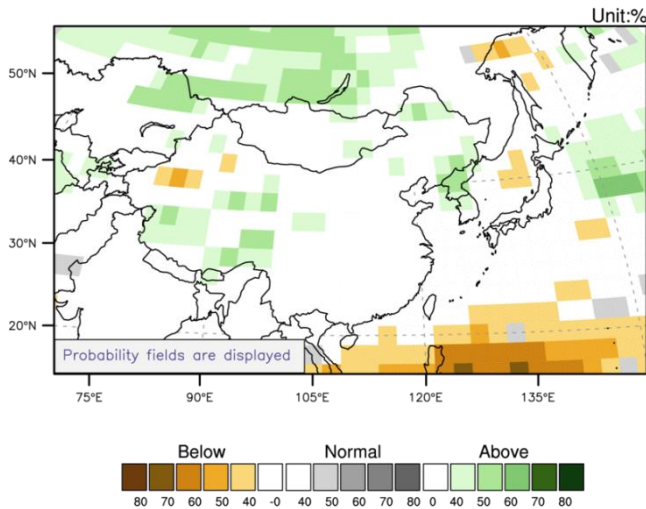 Unit:%
50°N
40°N
30°N
20°N
Probability fields are displayed
75°E 90°E 105°E 120°E 135°E
Below Normal Above
80 70 60 50 40 -0 40 50 60 70 80 0 40 50 60 70 80